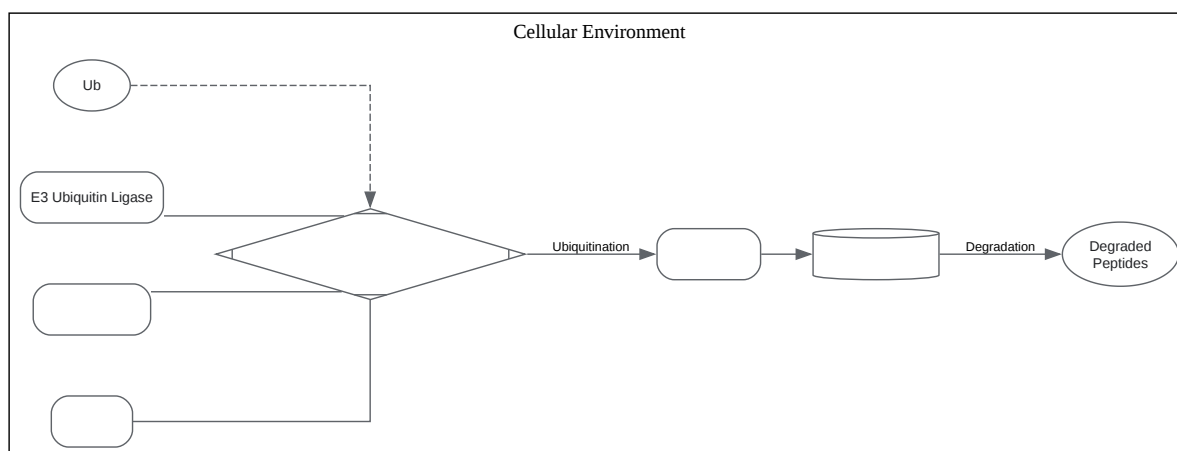 Cellular Environment
Ub
E3 Ubiquitin Ligase
Ubiquitination
Degradation
Degraded
Peptides